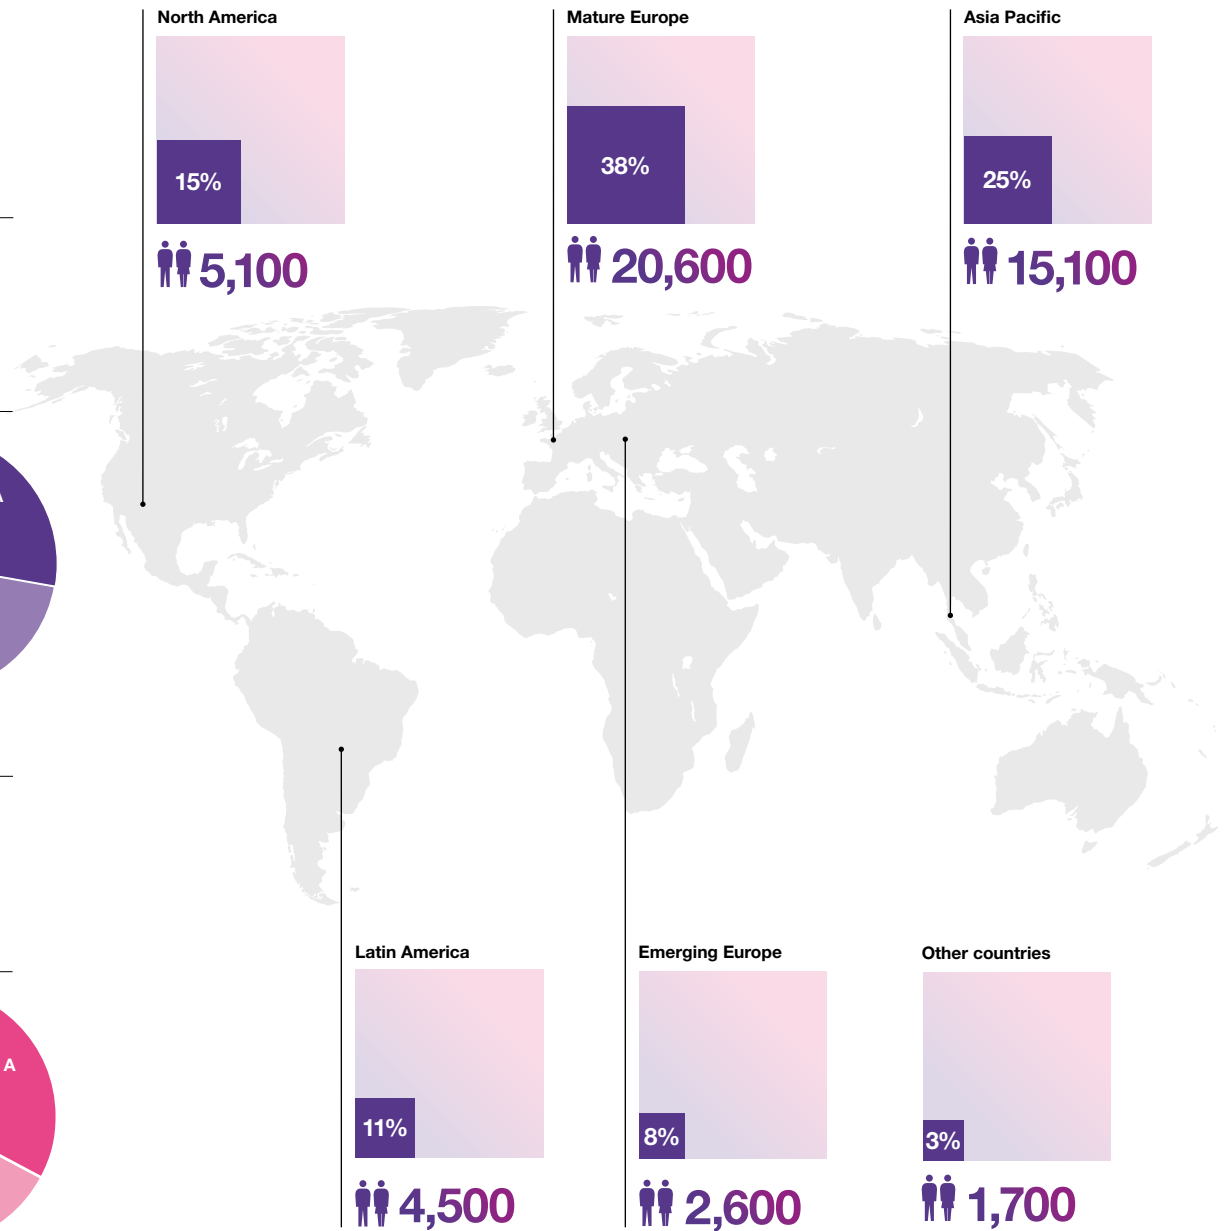 North America
15%
5,100
Mature Europe
38%
20,600
Asia Pacific
25%
15,100
A
A
Latin America
11%
4,500
Emerging Europe
8%
2,600
Other countries
3%
1,700